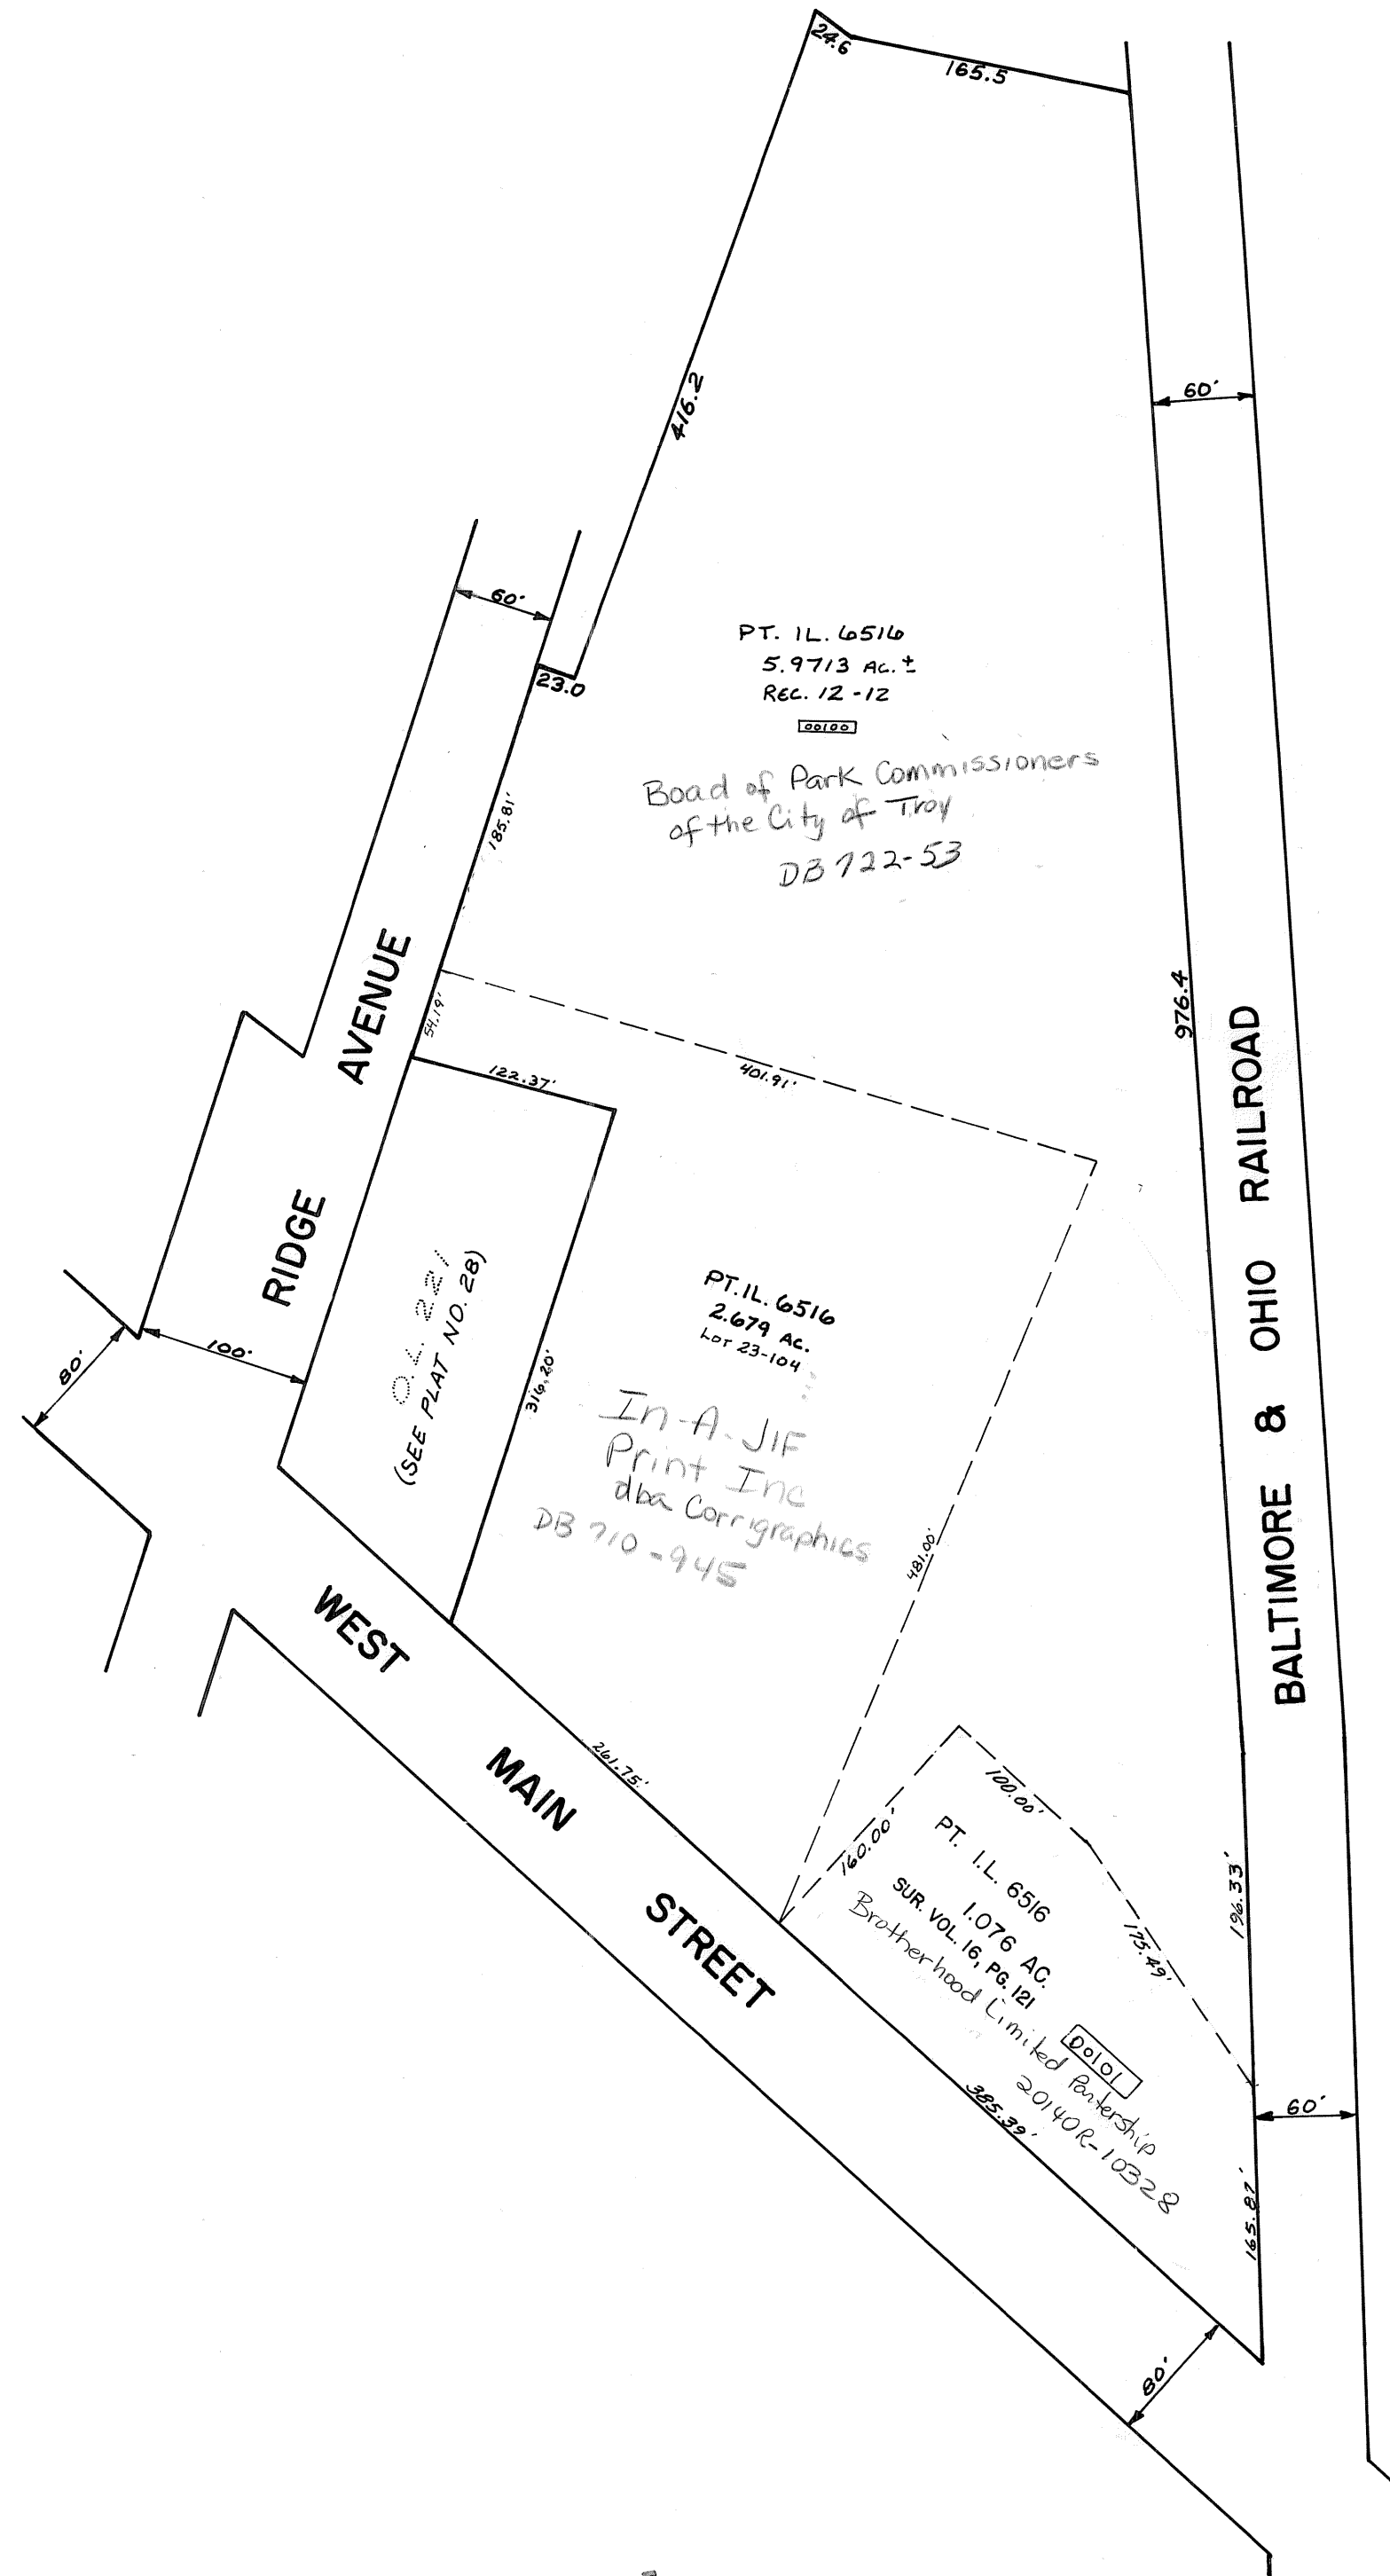 24.6
165.5
416.2
60'
60'
23.0
PT. IL. 6516
5.9713 AC. ±
REC. 12-12
00100
Boad of Park Commissioners
of the City of Troy
DB 722-53
185.81'
976.4
AVENUE
RIDGE
54.19'
122.37'
401.91'
BALTIMORE & OHIO RAILROAD
O.L. 221
(SEE PLAT NO. 28)
316.20'
100'
80'
PT. IL. 6516
2.679 AC.
LOT 23-104
In-A-JIF
Print Inc
dba Corrigraphics
DB 710-945
481.00'
WEST MAIN STREET
261.75'
160.00'
100.00'
175.49'
196.33'
PT. I.L. 6516
1.076 AC.
SUR. VOL. 16, PG. 121
Brotherhood Limited Partership
D0101
2014OR-10328
385.39'
60'
165.87'
80'